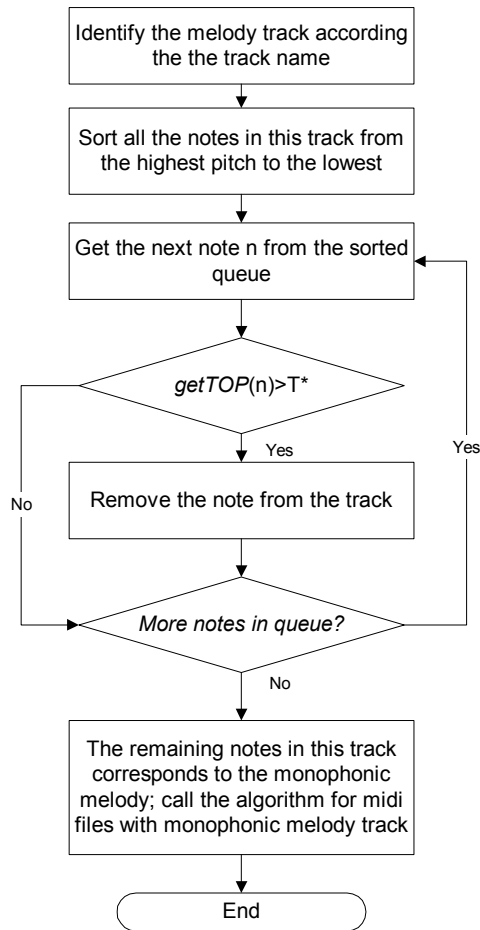 Identify the melody track according
the the track name
Sort all the notes in this track from
the highest pitch to the lowest
Get the next note n from the sorted
queue
getTOP(n)>T*
Yes
Yes
No
Remove the note from the track
More notes in queue?
No
The remaining notes in this track
corresponds to the monophonic
melody; call the algorithm for midi
files with monophonic melody track
End